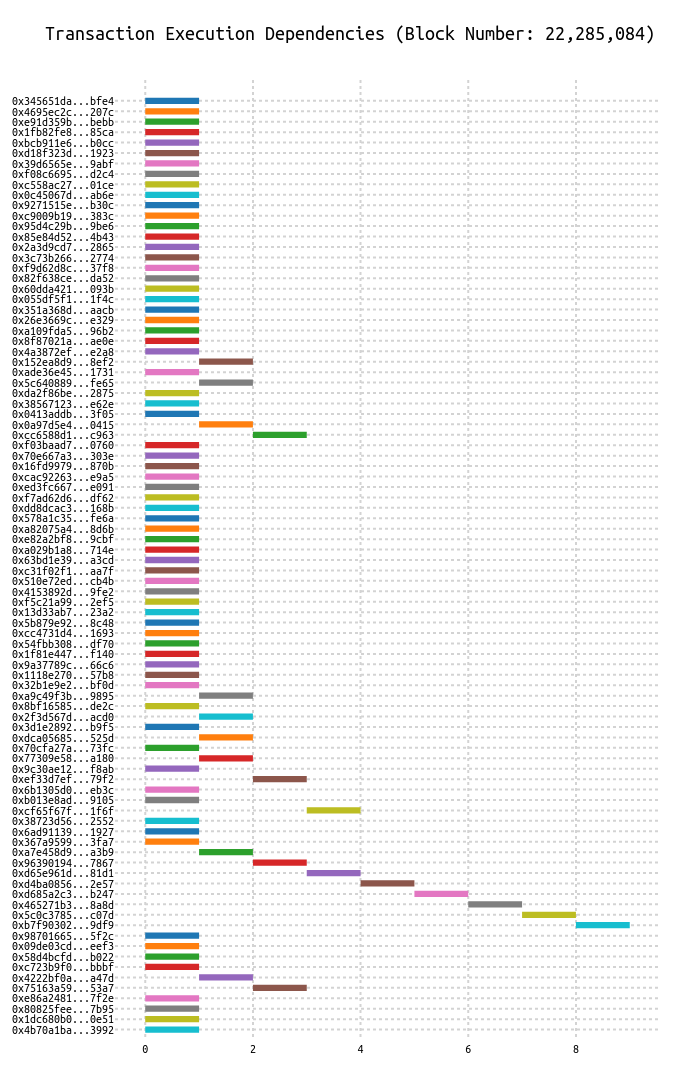 Transaction Execution Dependencies (Block Number: 22,285,084)
0x345651da...bfe4
0x4695ec2c...207c
0xe91d359b...bebb
0x1fb82fe8...85ca
0xbcb911e6...b0cc
0xd18f323d...1923
0x39d6565e...9abf
0xf08c6695...d2c4
0xc558ac27...01ce
0x0c45067d...ab6e
0x9271515e...b30c
0xc9009b19...383c
0x95d4c29b...9be6
0x85e84d52...4b43
0x2a3d9cd7...2865
0x3c73b266...2774
0xf9d62d8c...37f8
0x82f638ce...da52
0x60dda421...093b
0x055df5f1...1f4c
0x351a368d...aacb
0x26e3669c...e329
0xa109fda5...96b2
0x8f87021a...ae0e
0x4a3872ef...e2a8
0x152ea8d9...8ef2
0xade36e45...1731
0x5c640889...fe65
0xda2f86be...2875
0x38567123...e62e
0x0413addb...3f05
0x0a97d5e4...0415
0xcc6588d1...c963
0xf03baad7...0760
0x70e667a3...303e
0x16fd9979...870b
0xcac92263...e9a5
0xed3fc667...e091
0xf7ad62d6...df62
0xdd8dcac3...168b
0x578a1c35...fe6a
0xa82075a4...8d6b
0xe82a2bf8...9cbf
0xa029b1a8...714e
0x63bd1e39...a3cd
0xc31f02f1...aa7f
0x510e72ed...cb4b
0x4153892d...9fe2
0xf5c21a99...2ef5
0x13d33ab7...23a2
0x5b879e92...8c48
0xcc4731d4...1693
0x54fbb308...df70
0x1f81e447...f140
0x9a37789c...66c6
0x1118e270...57b8
0x32b1e9e2...bf0d
0xa9c49f3b...9895
0x8bf16585...de2c
0x2f3d567d...acd0
0x3d1e2892...b9f5
0xdca05685...525d
0x70cfa27a...73fc
0x77309e58...a180
0x9c30ae12...f8ab
0xef33d7ef...79f2
0x6b1305d0...eb3c
0xb013e8ad...9105
0xcf65f67f...1f6f
0x38723d56...2552
0x6ad91139...1927
0x367a9599...3fa7
0xa7e458d9...a3b9
0x96390194...7867
0xd65e961d...81d1
0xd4ba0856...2e57
0xd685a2c3...b247
0x465271b3...8a8d
0x5c0c3785...c07d
0xb7f90302...9df9
0x98701665...5f2c
0x09de03cd...eef3
0x58d4bcfd...b022
0xc723b9f0...bbbf
0x4222bf0a...a47d
0x75163a59...53a7
0xe86a2481...7f2e
0x80825fee...7b95
0x1dc680b0...0e51
0x4b70a1ba...3992
0 2 4 6 8